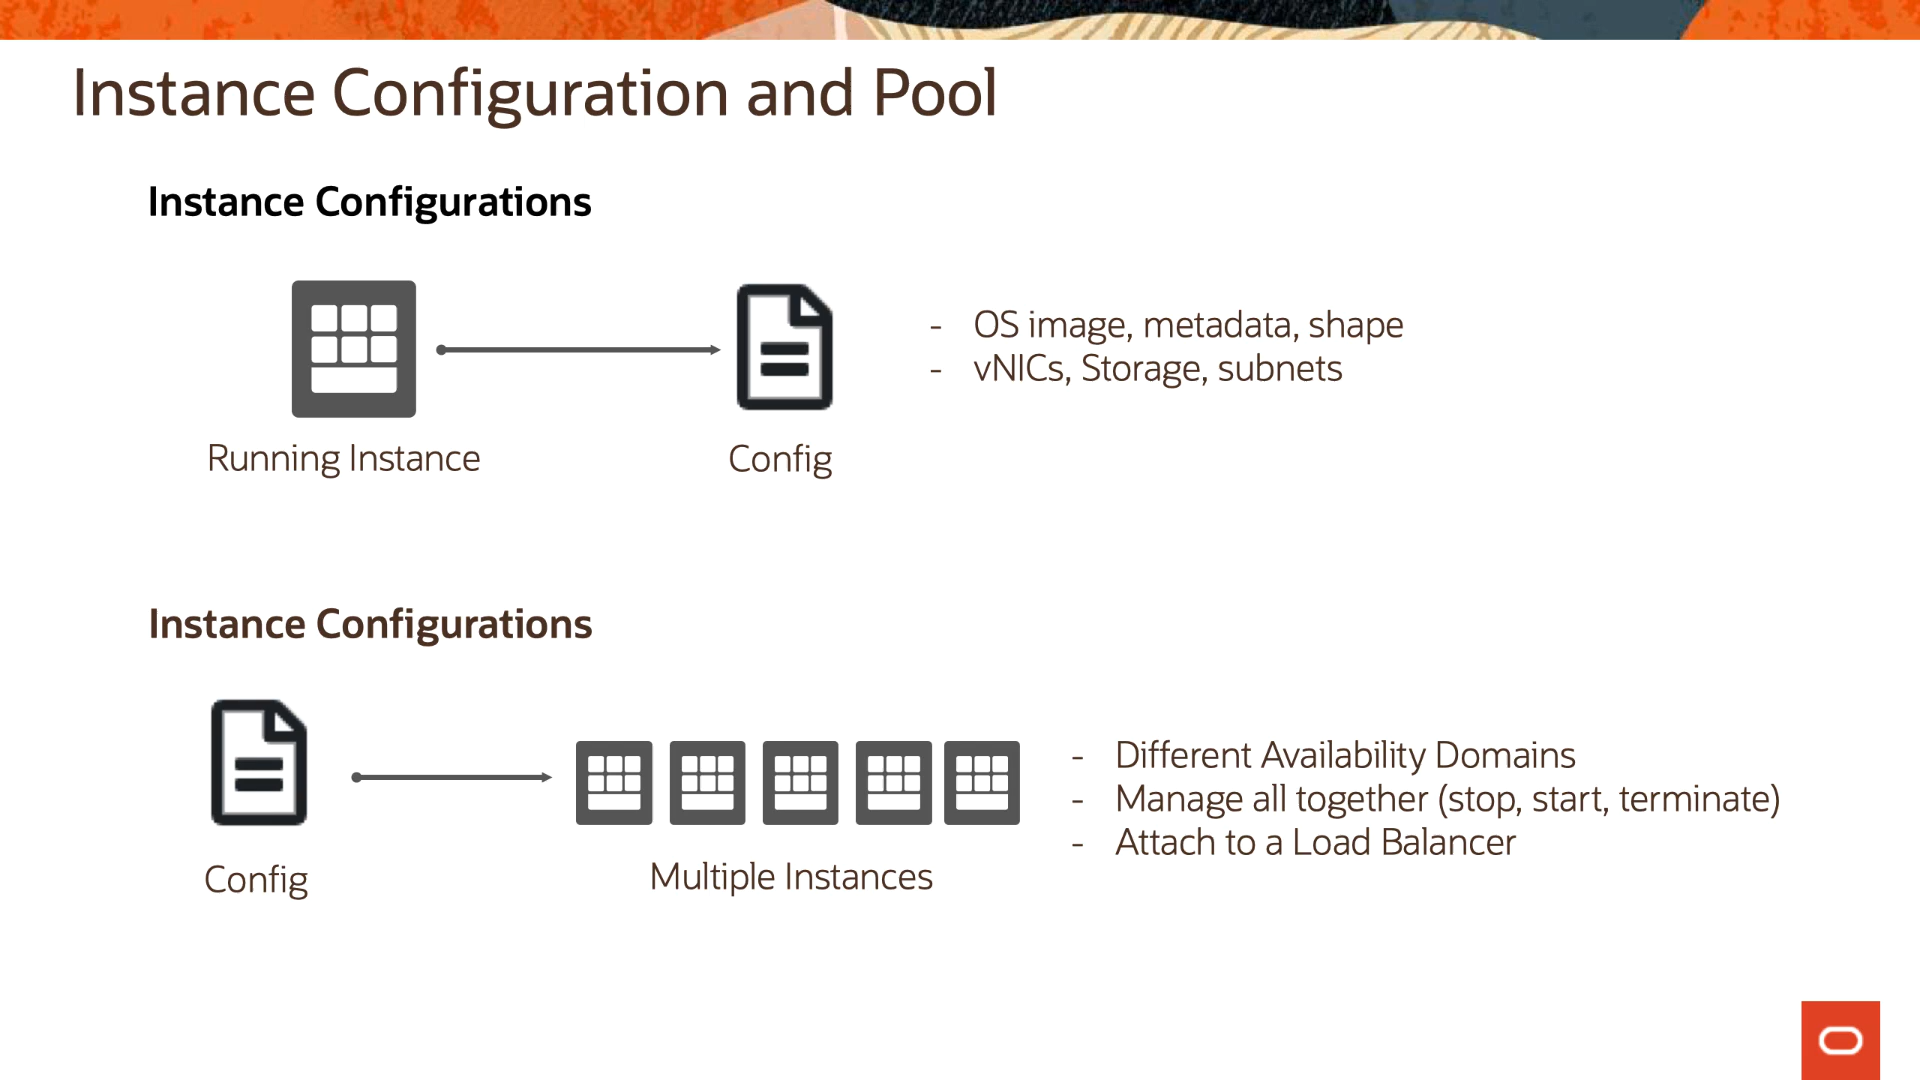 Instance Configuration and Pool
Instance Configurations
- OS image, metadata, shape
- vNICs, Storage, subnets
Running Instance
Config
Instance Configurations
- Different Availability Domains
- Manage all together (stop, start, terminate)
- Attach to a Load Balancer
Config
Multiple Instances